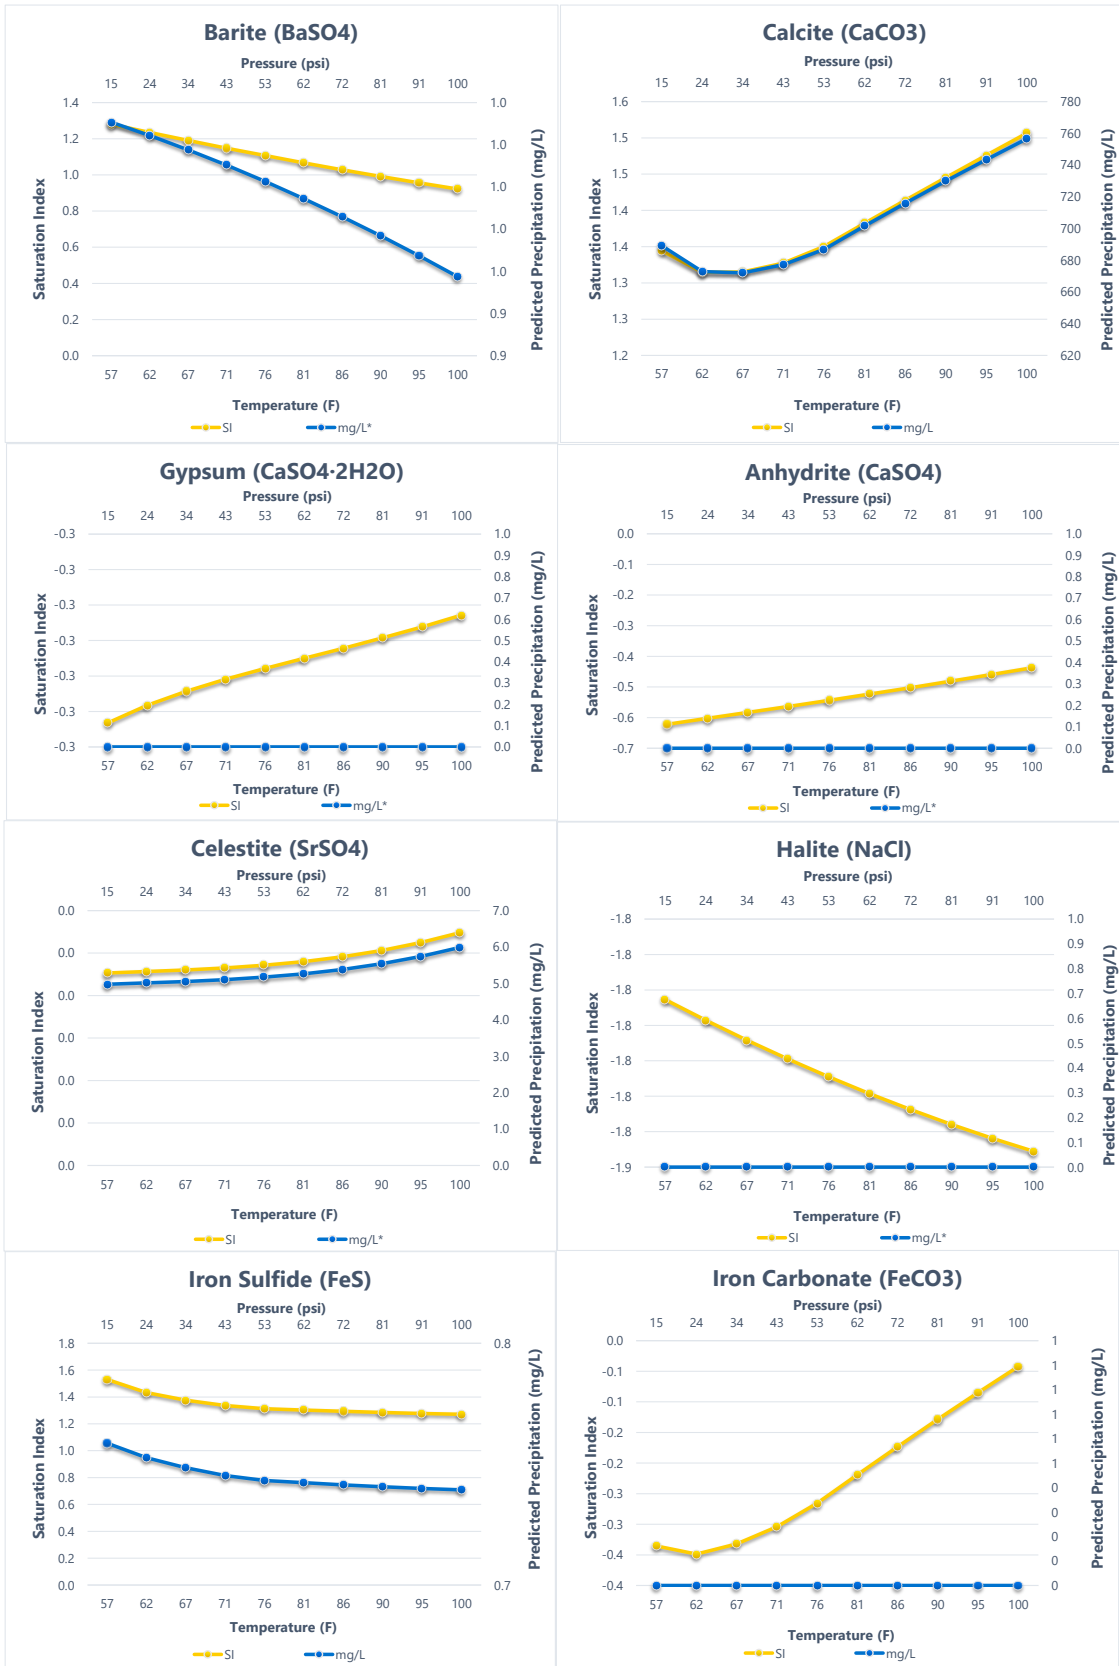 Barite (BaSO4)
Pressure (psi)
15 24 34 43 53 62 72 81 91 100
1.4
1.2
1.0
0.8
0.6
0.4
0.2
0.0
Saturation Index
1.0
1.0
1.0
1.0
1.0
0.9
0.9
Predicted Precipitation (mg/L)
57 62 67 71 76 81 86 90 95 100
Temperature (F)
SI mg/L*
Calcite (CaCO3)
Pressure (psi)
15 24 34 43 53 62 72 81 91 100
1.6
1.5
1.5
1.4
1.4
1.3
1.3
1.2
Saturation Index
780
760
740
720
700
680
660
640
620
Predicted Precipitation (mg/L)
57 62 67 71 76 81 86 90 95 100
Temperature (F)
SI mg/L
Gypsum (CaSO4·2H2O)
Pressure (psi)
15 24 34 43 53 62 72 81 91 100
-0.3
-0.3
-0.3
-0.3
-0.3
-0.3
-0.3
Saturation Index
1.0
0.9
0.8
0.7
0.6
0.5
0.4
0.3
0.2
0.1
0.0
Predicted Precipitation (mg/L)
57 62 67 71 76 81 86 90 95 100
Temperature (F)
SI mg/L*
Anhydrite (CaSO4)
Pressure (psi)
15 24 34 43 53 62 72 81 91 100
0.0
-0.1
-0.2
-0.2
-0.4
-0.5
-0.6
-0.7
Saturation Index
1.0
0.9
0.8
0.7
0.6
0.5
0.4
0.3
0.2
0.1
0.0
Predicted Precipitation (mg/L)
57 62 67 71 76 81 86 90 95 100
Temperature (F)
SI mg/L*
Celestite (SrSO4)
Pressure (psi)
15 24 34 43 53 62 72 81 91 100
0.0
0.0
0.0
0.0
0.0
0.0
0.0
Saturation Index
7.0
6.0
5.0
4.0
3.0
2.0
1.0
0.0
Predicted Precipitation (mg/L)
57 62 67 71 76 81 86 90 95 100
Temperature (F)
SI mg/L*
Halite (NaCl)
Pressure (psi)
15 24 34 43 53 62 72 81 91 100
-1.8
-1.8
-1.8
-1.8
-1.8
-1.8
-1.8
-1.9
Saturation Index
1.0
0.9
0.8
0.7
0.6
0.5
0.4
0.3
0.2
0.1
0.0
Predicted Precipitation (mg/L)
57 62 67 71 76 81 86 90 95 100
Temperature (F)
SI mg/L*
Iron Sulfide (FeS)
Pressure (psi)
15 24 34 43 53 62 72 81 91 100
1.8
1.6
1.4
1.2
1.0
0.8
0.6
0.4
0.2
0.0
Saturation Index
0.8
0.7
Predicted Precipitation (mg/L)
57 62 67 71 76 81 86 90 95 100
Temperature (F)
SI mg/L
Iron Carbonate (FeCO3)
Pressure (psi)
15 24 34 43 53 62 72 81 91 100
0.0
-0.1
-0.1
-0.2
-0.2
-0.3
-0.3
-0.4
-0.4
Saturation Index
1
1
1
1
1
1
0
0
0
0
0
Predicted Precipitation (mg/L)
57 62 67 71 76 81 86 90 95 100
Temperature (F)
SI mg/L